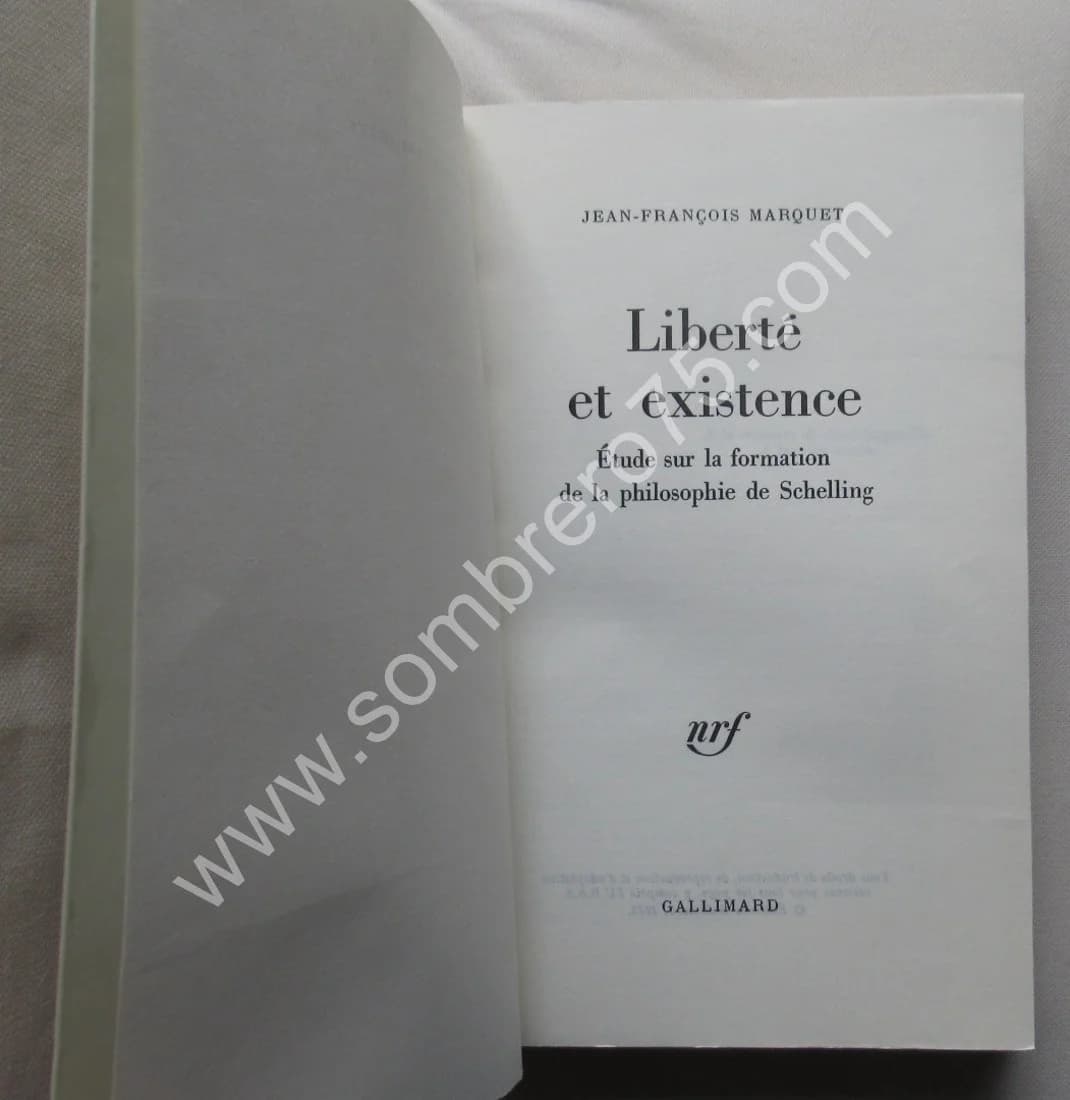 JEAN-FRANÇOIS MARQUET
Liberté
et existence
Étude sur la formation
de la philosophie de Schelling
nrf
GALLIMARD
www.sombrero75.com